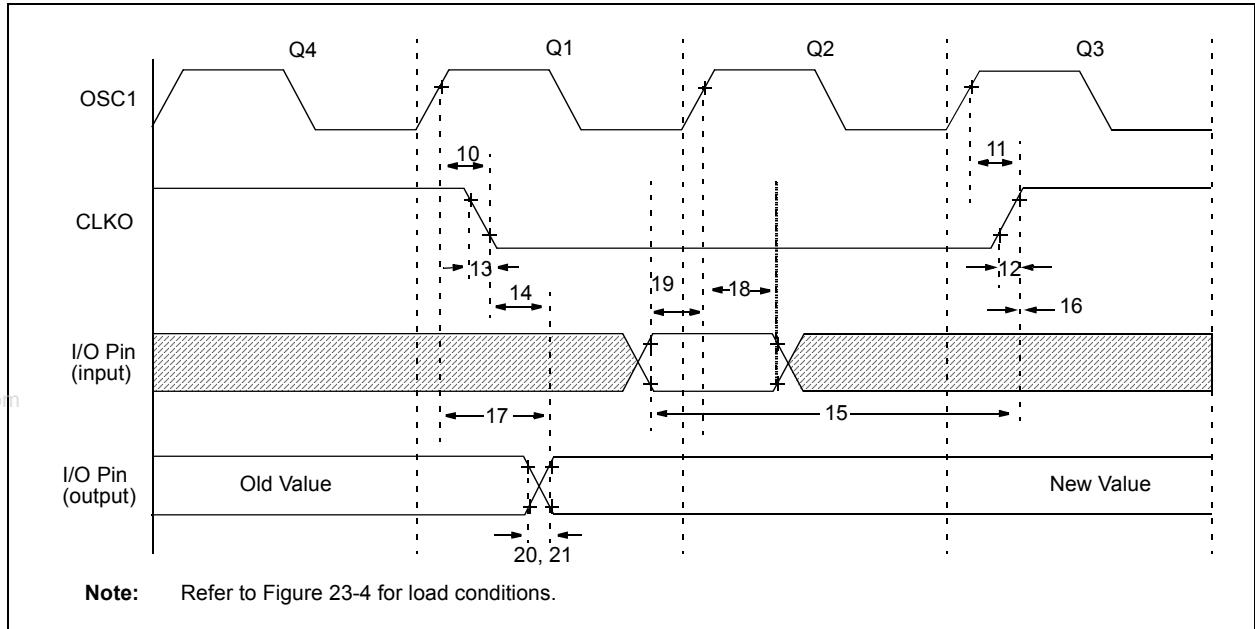 Q4 Q1 Q2 Q3
OSC1
10 11
CLKO
13 12
14 19 18 16
I/O Pin
(input)
17 15
I/O Pin
(output)
Old Value New Value
20, 21
Note: Refer to Figure 23-4 for load conditions.